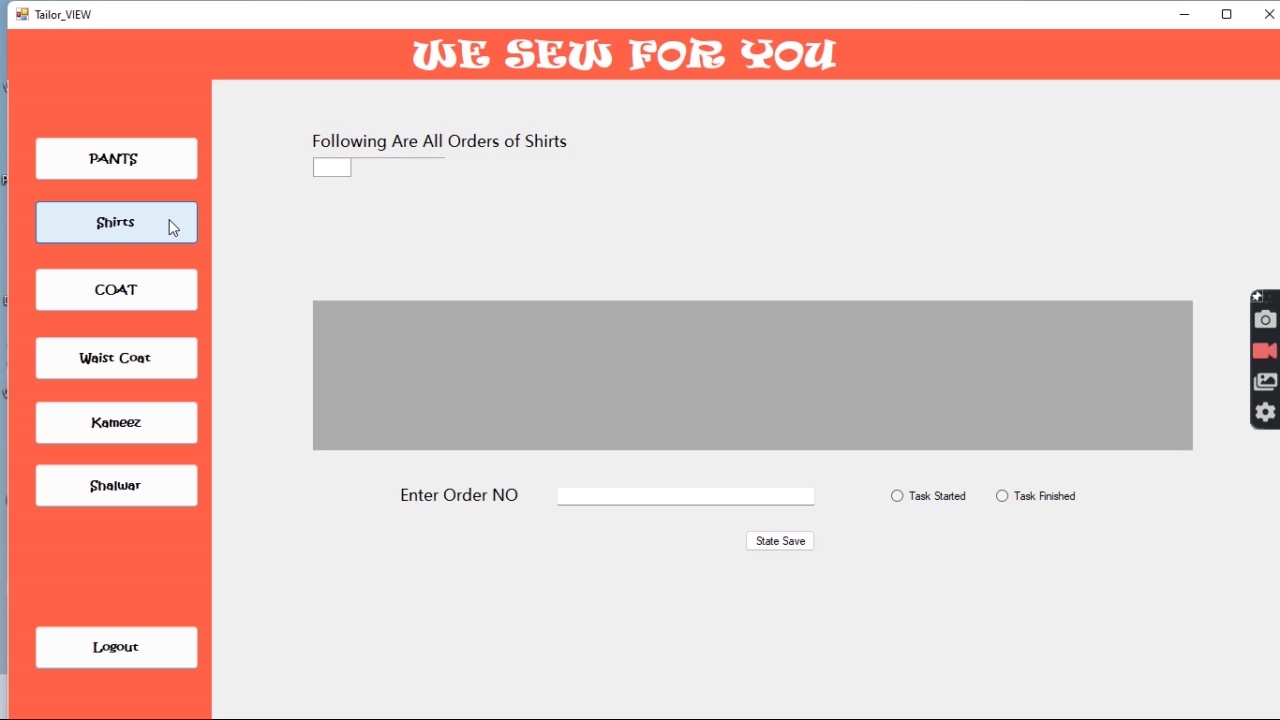 Tailor_VIEW
WE SEW FOR YOU
PANTS
Shirts
COAT
Waist Coat
Kameez
Shalwar
Logout
Following Are All Orders of Shirts
Enter Order NO
Task Started
Task Finished
State Save